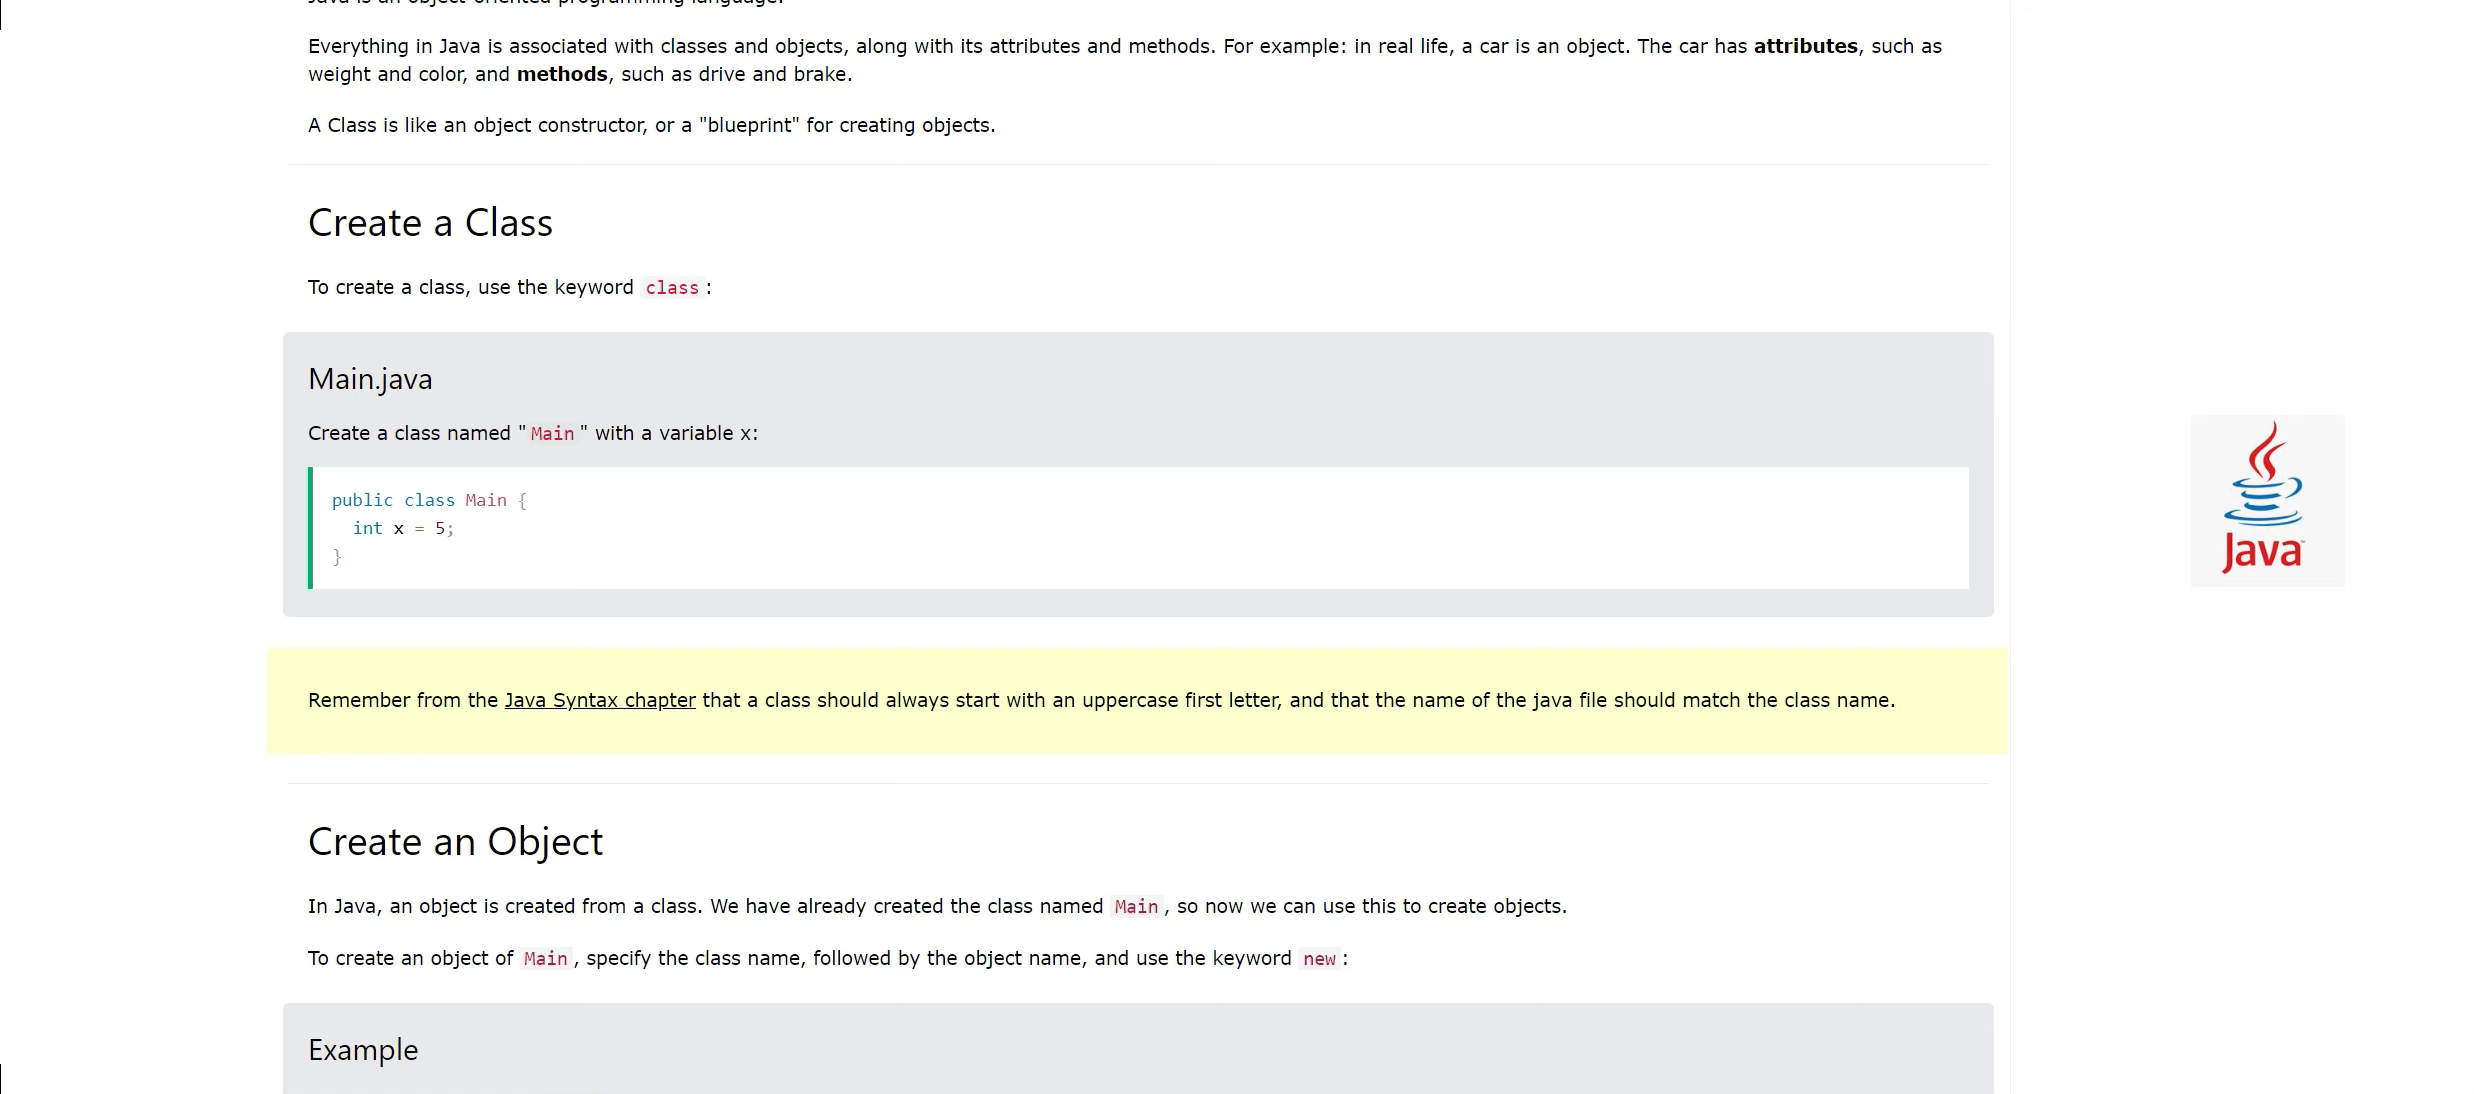 Java is an object-oriented programming language.
Everything in Java is associated with classes and objects, along with its attributes and methods. For example: in real life, a car is an object. The car has attributes, such as
weight and color, and methods, such as drive and brake.
A Class is like an object constructor, or a "blueprint" for creating objects.
Create a Class
To create a class, use the keyword class:
Main.java
Create a class named "Main" with a variable x:
public class Main {
  int x = 5;
}
Java
Remember from the Java Syntax chapter that a class should always start with an uppercase first letter, and that the name of the java file should match the class name.
Create an Object
In Java, an object is created from a class. We have already created the class named Main, so now we can use this to create objects.
To create an object of Main, specify the class name, followed by the object name, and use the keyword new:
Example